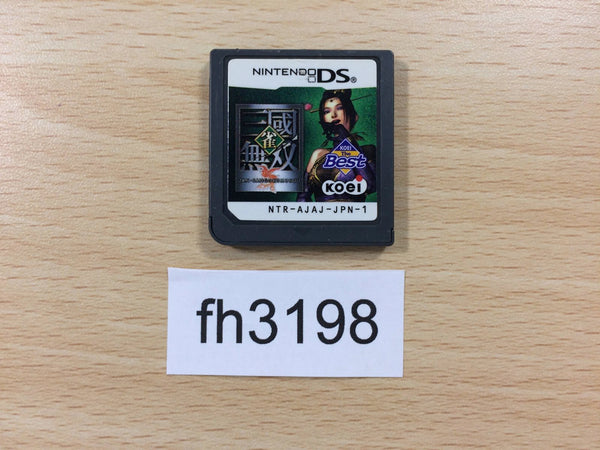 NINTENDO DS®
三國
雀
無双
KOEI
the
Best
KOEI
NTR-AJAJ-JPN-1
fh3198